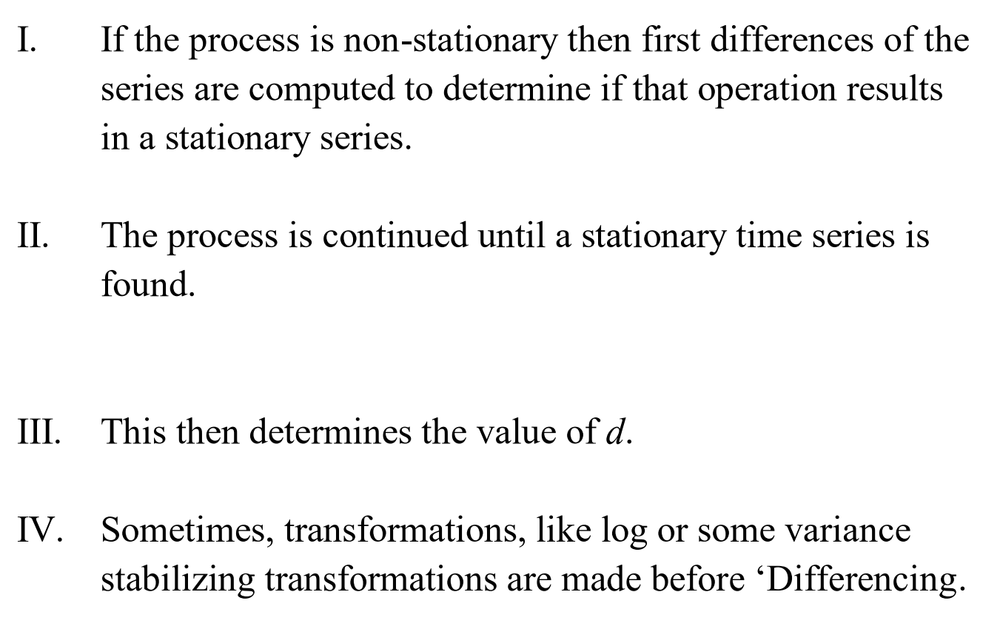 I. If the process is non-stationary then first differences of the
series are computed to determine if that operation results
in a stationary series.
II. The process is continued until a stationary time series is
found.
III. This then determines the value of d.
IV. Sometimes, transformations, like log or some variance
stabilizing transformations are made before ‘Differencing.